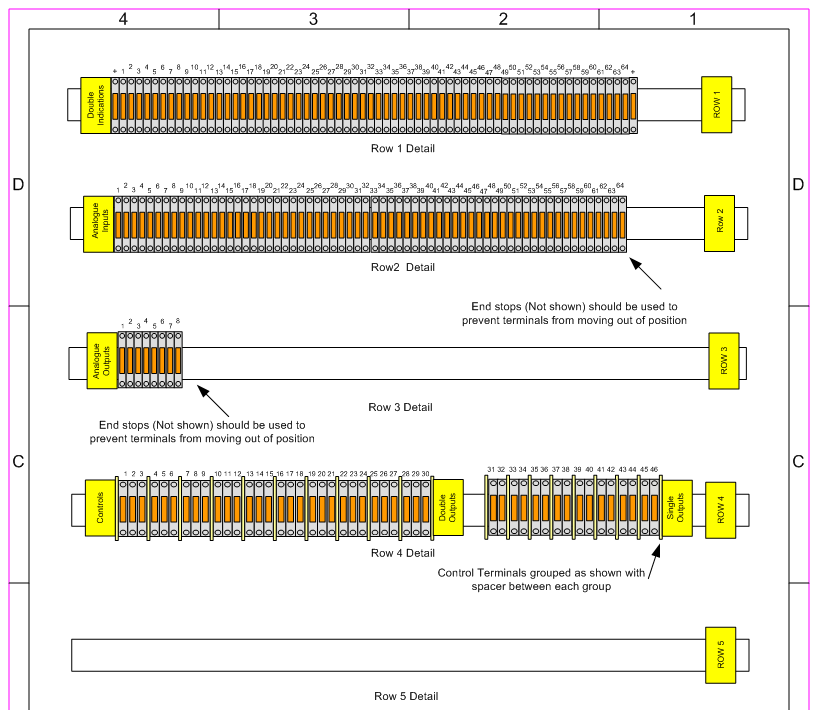 4 3 2 1
+ 1 2 3 4 5 6 7 8 9 10 11 12 13 14 15 16 17 18 19 20 21 22 23 24 25 26 27 28 29 30 31 32 33 34 35 36 37 38 39 40 41 42 43 44 45 46 47 48 49 50 51 52 53 54 55 56 57 58 59 60 61 62 63 64 +
Double
Indications
ROW 1
Row 1 Detail
D D
1 2 3 4 5 6 7 8 9 10 11 12 13 14 15 16 17 18 19 20 21 22 23 24 25 26 27 28 29 30 31 32 33 34 35 36 37 38 39 40 41 42 43 44 45 46 47 48 49 50 51 52 53 54 55 56 57 58 59 60 61 62 63 64
Analogue
Inputs
Row 2
Row2 Detail
End stops (Not shown) should be used to
prevent terminals from moving out of position
1 2 3 4 5 6 7 8
Analogue
Outputs
ROW 3
Row 3 Detail
End stops (Not shown) should be used to
prevent terminals from moving out of position
C C
1 2 3 4 5 6 7 8 9 10 11 12 13 14 15 16 17 18 19 20 21 22 23 24 25 26 27 28 29 30
31 32 33 34 35 36 37 38 39 40 41 42 43 44 45 46
Controls
Double
Outputs
Single
Outputs
ROW 4
Row 4 Detail
Control Terminals grouped as shown with
spacer between each group
ROW 5
Row 5 Detail